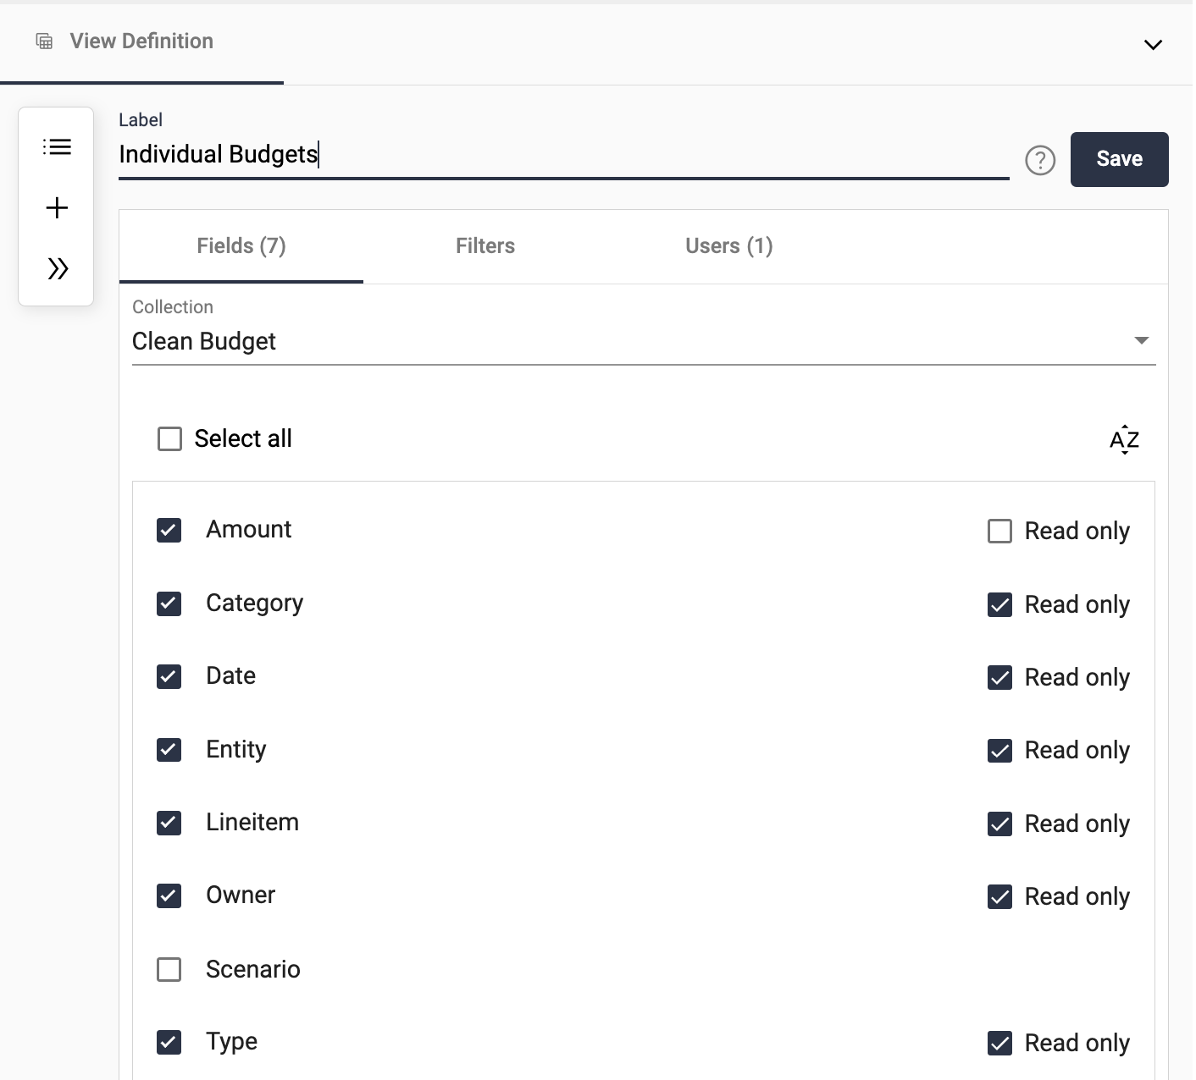 View Definition
Label
Individual Budgets
?
Save
Fields (7)
Filters
Users (1)
Collection
Clean Budget
Select all
AZ
Amount
Read only
Category
Read only
Date
Read only
Entity
Read only
Lineitem
Read only
Owner
Read only
Scenario
Type
Read only